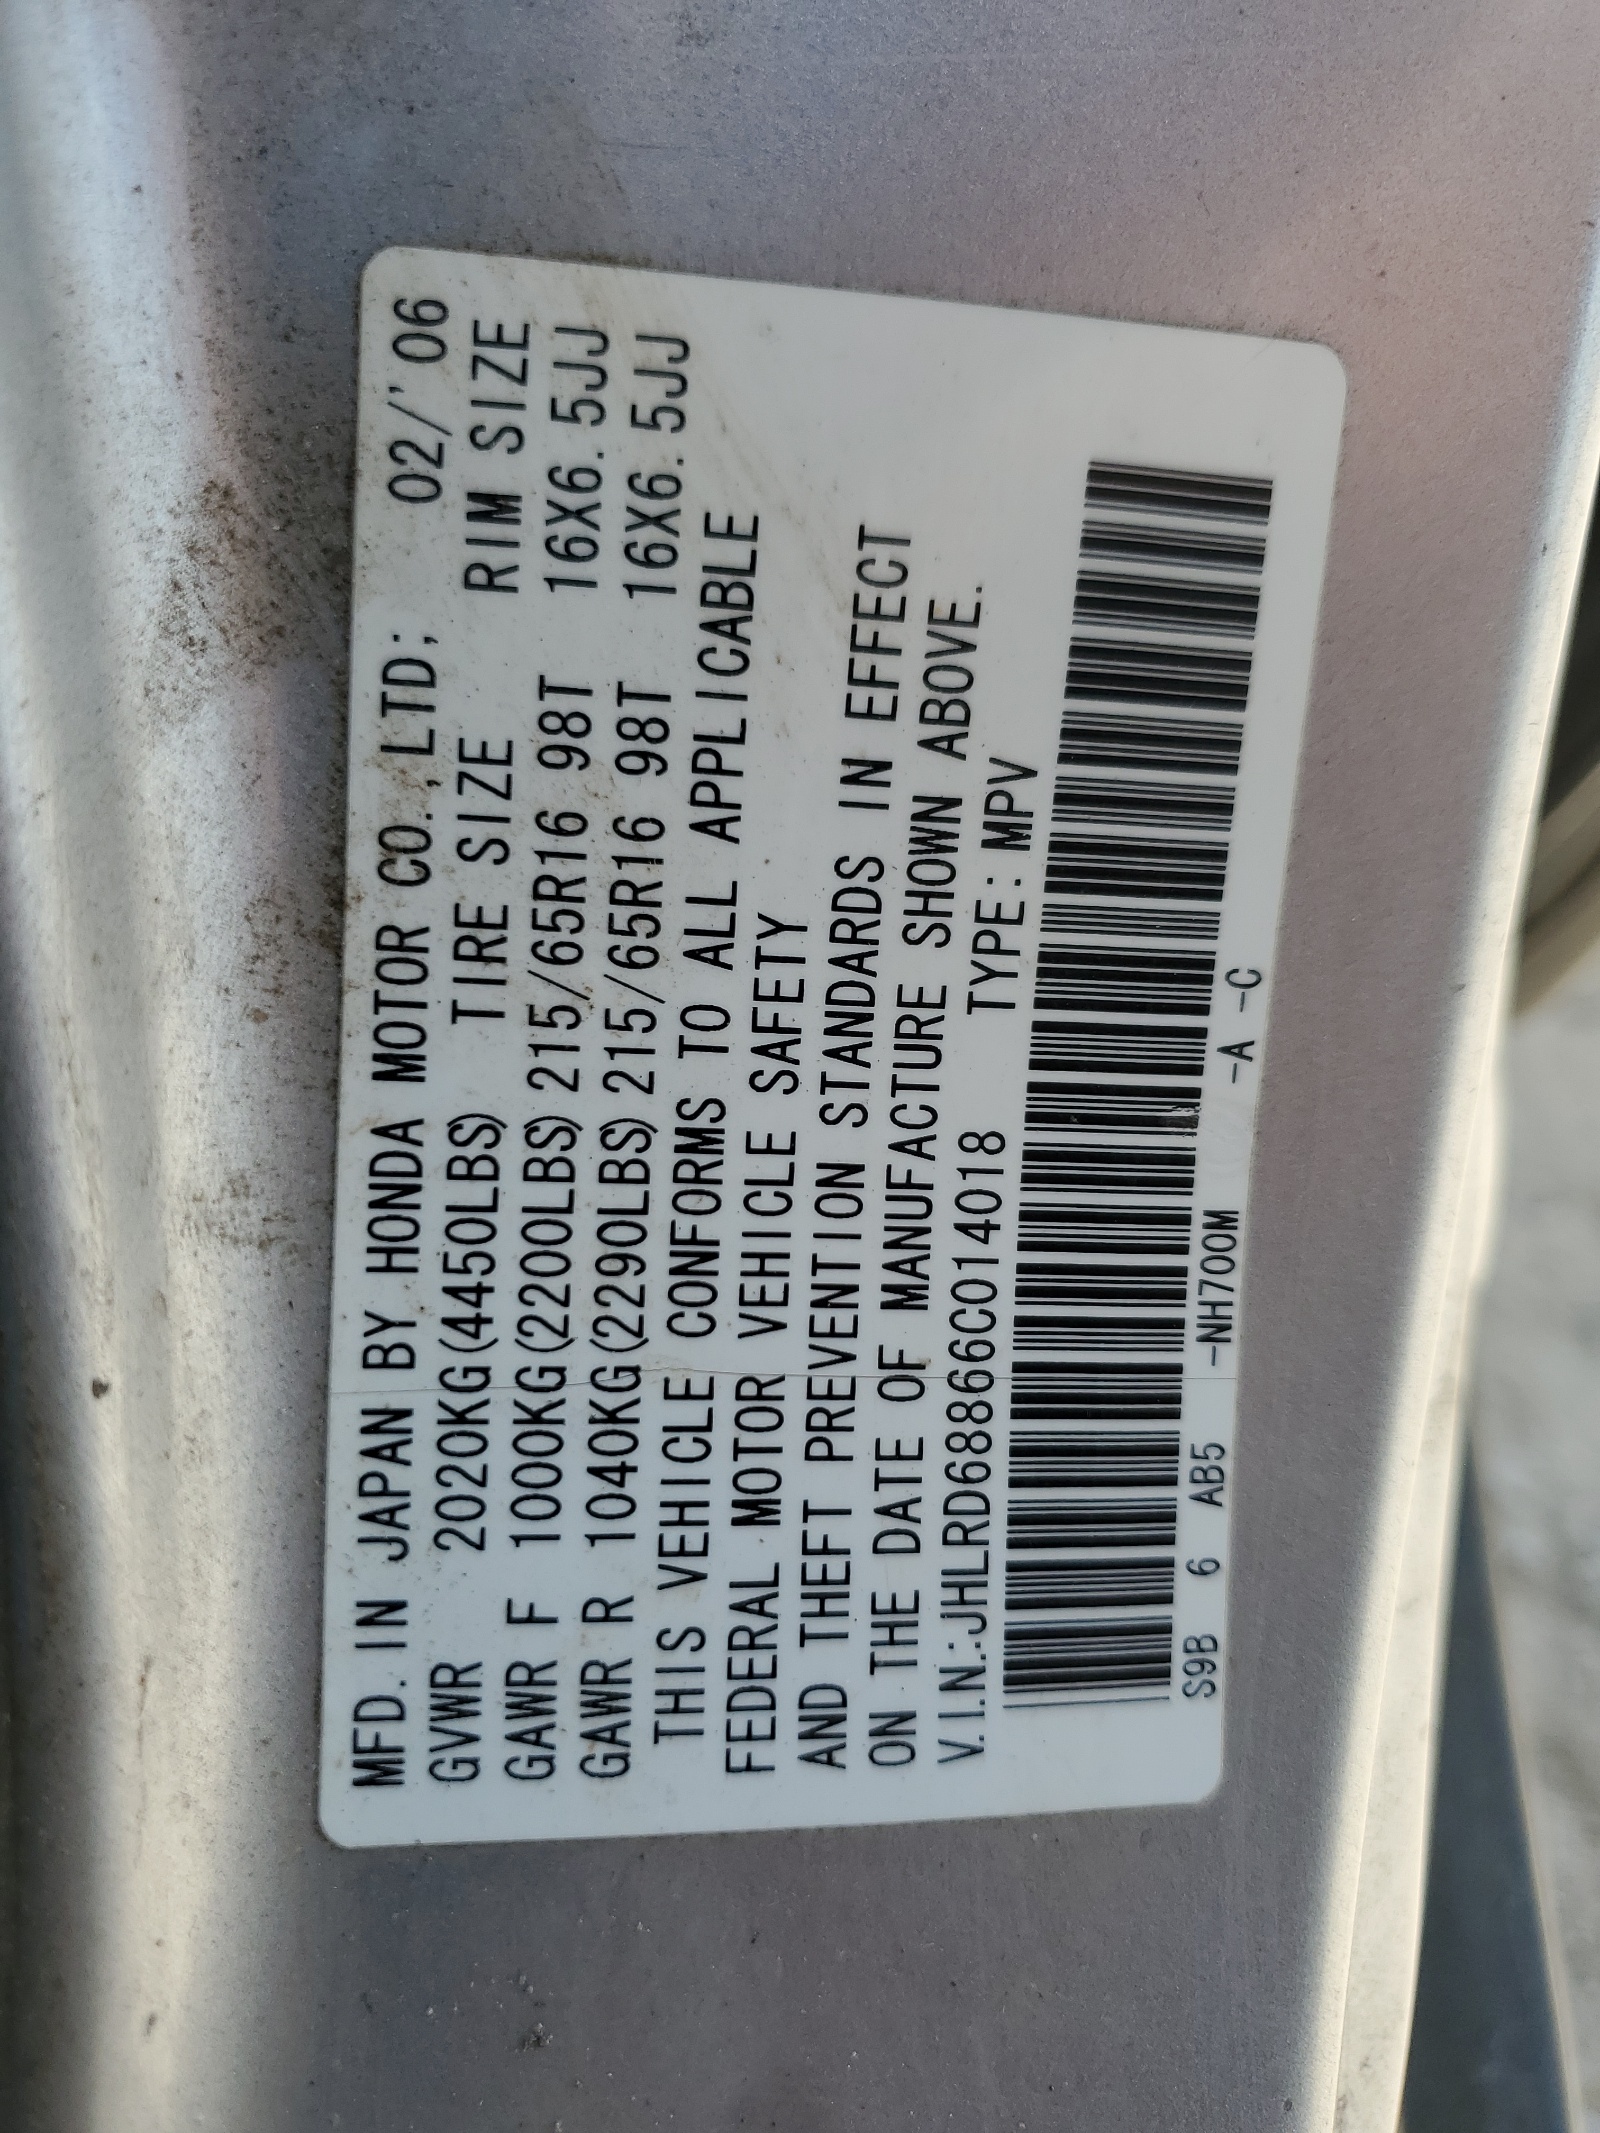 MFD. IN JAPAN BY HONDA MOTOR CO.,LTD; 02/'06
GVWR 2020KG(4450LBS) TIRE SIZE RIM SIZE
GAWR F 1000KG(2200LBS) 215/65R16 98T 16X6.5JJ
GAWR R 1040KG(2290LBS) 215/65R16 98T 16X6.5JJ
THIS VEHICLE CONFORMS TO ALL APPLICABLE
FEDERAL MOTOR VEHICLE SAFETY
AND THEFT PREVENTION STANDARDS IN EFFECT
ON THE DATE OF MANUFACTURE SHOWN ABOVE.
V.I.N.:JHLRD68866C014018 TYPE:MPV
S9B 6 AB5 -NH700M -A -C